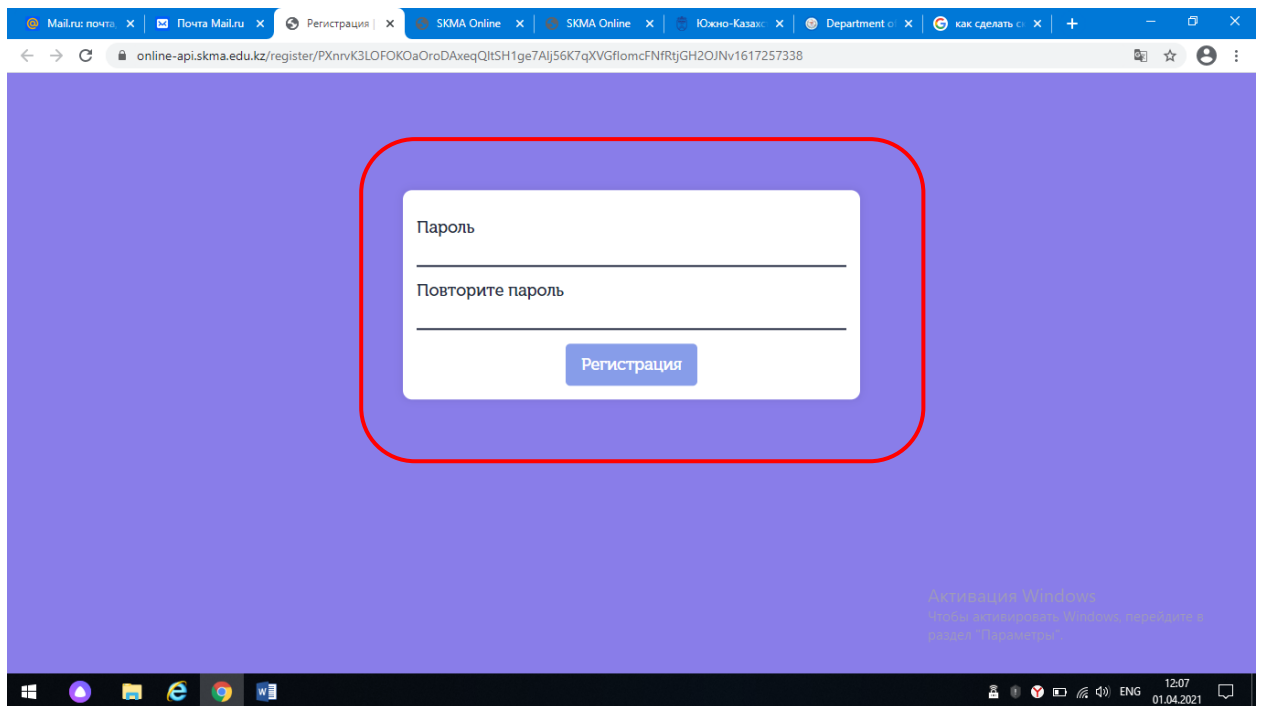 Mail.ru: почта,
Почта Mail.ru
Регистрация |
SKMA Online
SKMA Online
Южно-Казахс
Department o
как сделать с
online-api.skma.edu.kz/register/PXnrvK3LOFOKOaOroDAxeqQltSH1ge7Alj56K7qXVGflomcFNfRtjGH2OJNv1617257338
Пароль
Повторите пароль
Регистрация
Активация Windows
Чтобы активировать Windows, перейдите в
раздел "Параметры".
ENG
12:07
01.04.2021